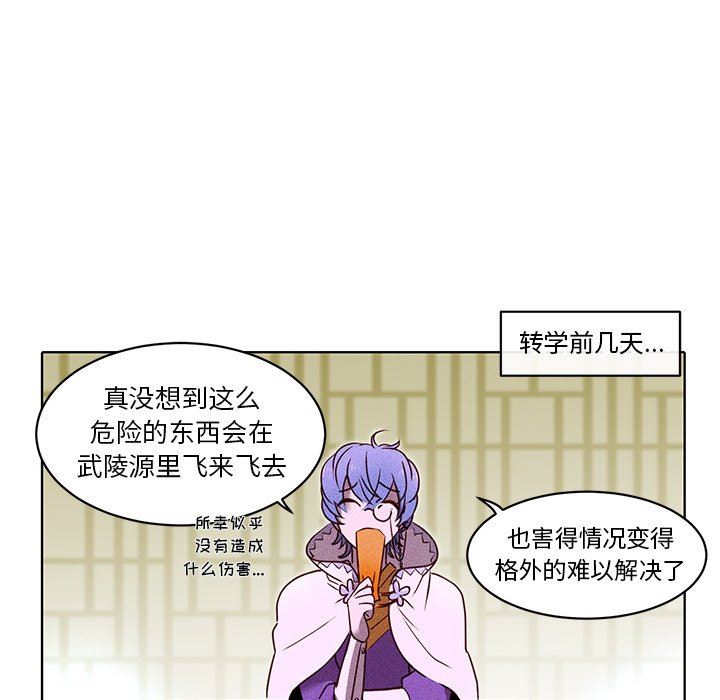 转学前几天...
真没想到这么
危险的东西会在
武陵源里飞来飞去
所幸似乎
没有造成
什么伤害...
也害得情况变得
格外的难以解决了